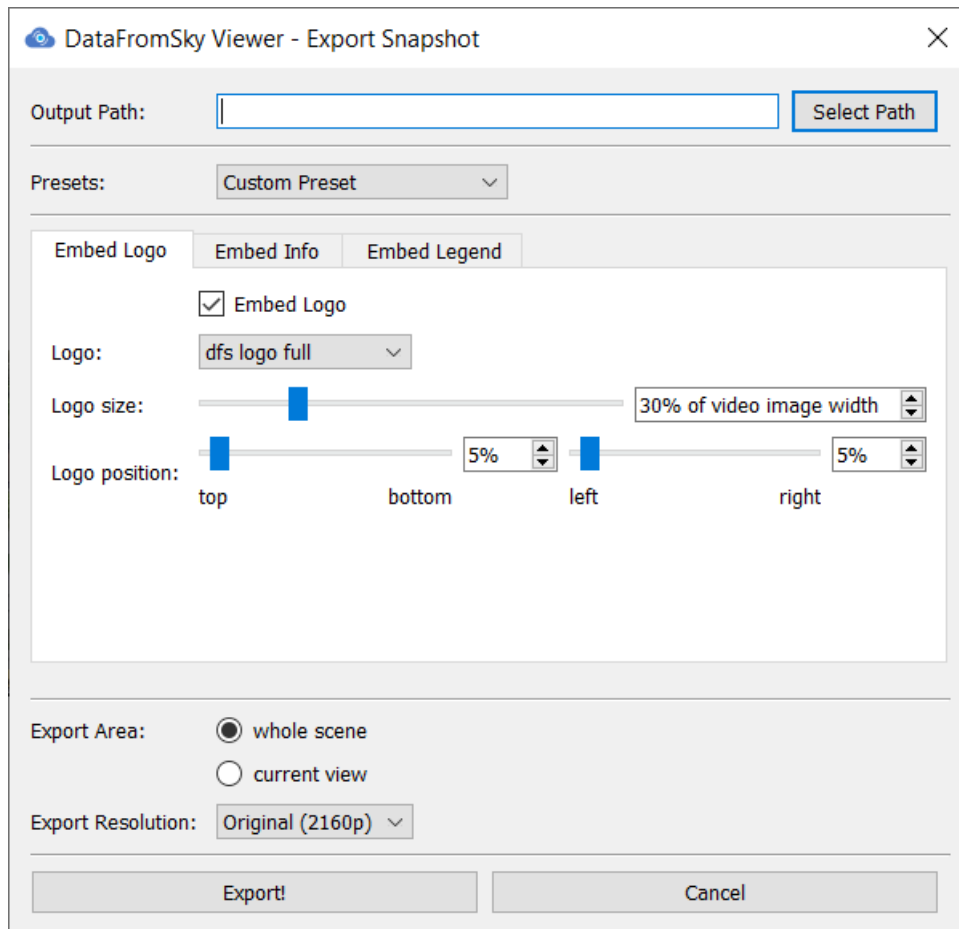 DataFromSky Viewer - Export Snapshot
Output Path: Select Path
Presets: Custom Preset
Embed Logo Embed Info Embed Legend
Embed Logo
Logo: dfs logo full
Logo size: 30% of video image width
Logo position: 5% 5%
top bottom left right
Export Area: whole scene
current view
Export Resolution: Original (2160p)
Export! Cancel